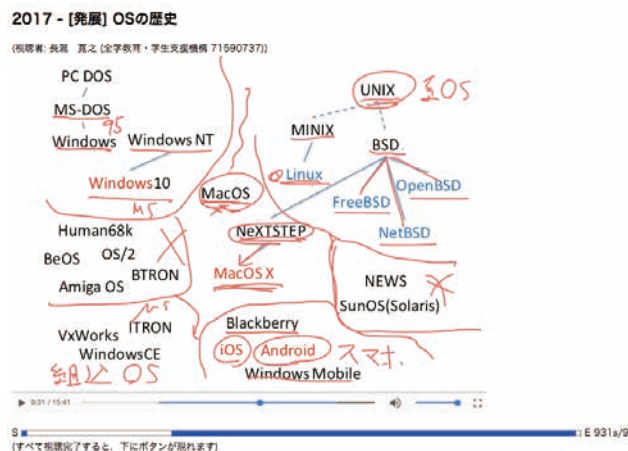 2017 - [発展] OSの歴史
(視聴者: 長瀧 寛之 (全学教育・学生支援機構 71590737))
PC DOS
MS-DOS
95
Windows
Windows NT
Windows10
MS
UNIX
MINIX
BSD
Linux
FreeBSD
OpenBSD
NetBSD
MacOS
NeXTSTEP
MacOS X
Human68k
BeOS
OS/2
BTRON
Amiga OS
NEWS
SunOS(Solaris)
MS
ITRON
VxWorks
WindowsCE
組込 OS
Blackberry
iOS
Android
スマホ
Windows Mobile
9:31 / 15:41
S
E 931s/9
(すべて視聴完了すると、下にボタンが現れます)